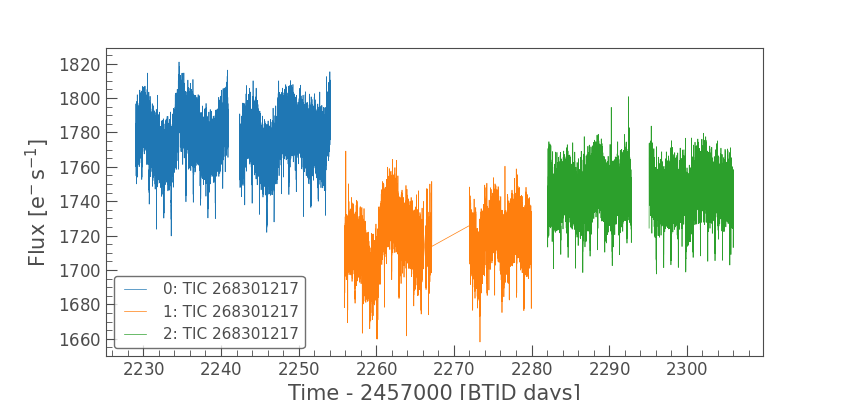 1820
1800
1780
1760
1740
1720
1700
1680
1660
Flux [e⁻ s⁻¹]
0: TIC 268301217
1: TIC 268301217
2: TIC 268301217
2230 2240 2250 2260 2270 2280 2290 2300
Time - 2457000 [BTJD days]